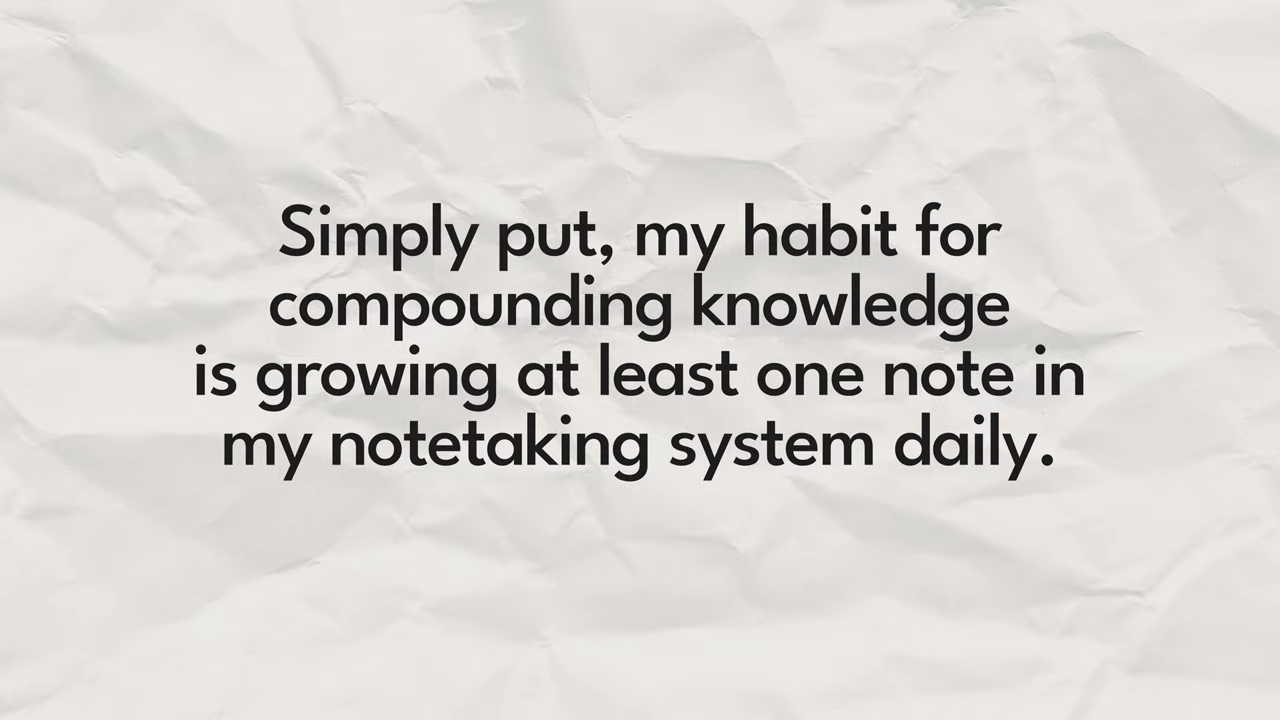 Simply put, my habit for
compounding knowledge
is growing at least one note in
my notetaking system daily.